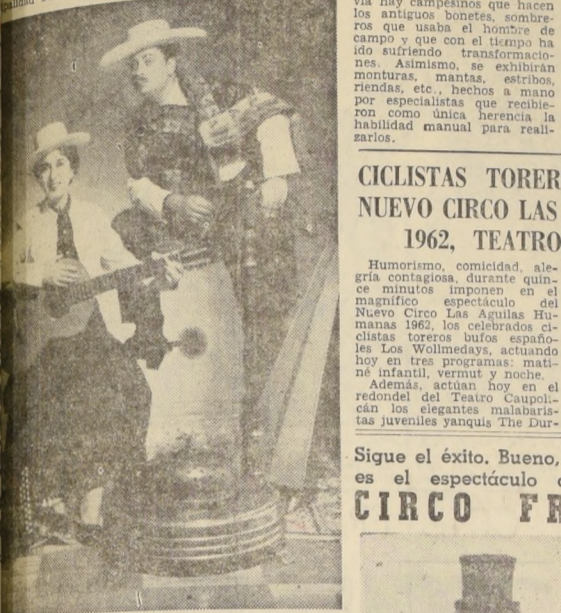 vía hay campesinos que hacen
los antiguos bonetes, sombre-
ros que usaba el hombre de
campo y que con el tiempo ha
ido sufriendo transformacio-
nes. Asimismo, se exhibirán
monturas, mantas, estribos,
riendas, etc., hechos a mano
por especialistas que recibie-
ron como única herencia la
habilidad manual para reali-
zarlos.
CICLISTAS TORER
NUEVO CIRCO LAS
1962, TEATRO
Humorismo, comicidad, ale-
gría contagiosa, durante quin-
ce minutos imponen en el
magnífico espectáculo del
Nuevo Circo Las Aguilas Hu-
manas 1962, los celebrados ci-
clistas toreros bufos españo-
les Los Wollmedays, actuando
hoy en tres programas: mati-
né infantil, vermut y noche.
Además, actúan hoy en el
redondel del Teatro Caupoli-
cán los elegantes malabaris-
tas juveniles yanquis The Dur-
Sigue el éxito. Bueno,
es el espectáculo
CIRCO FR